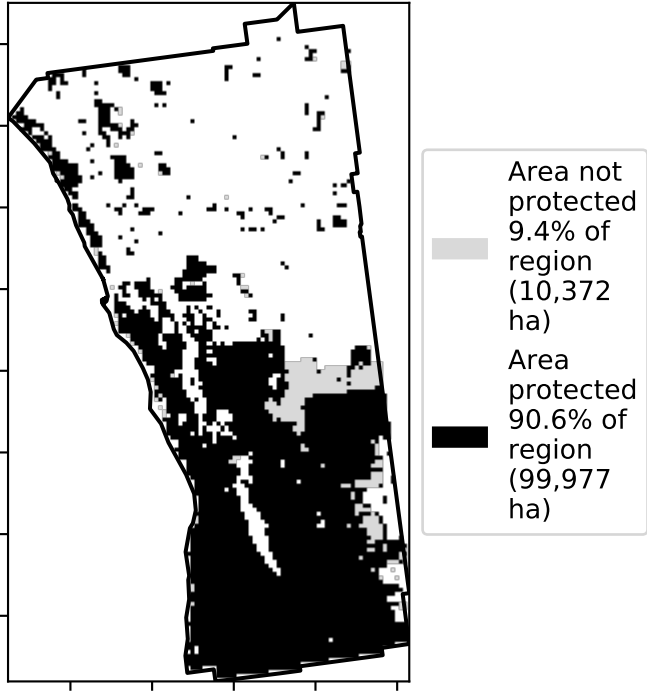 Area not
protected
9.4% of
region
(10,372
ha)
Area
protected
90.6% of
region
(99,977
ha)